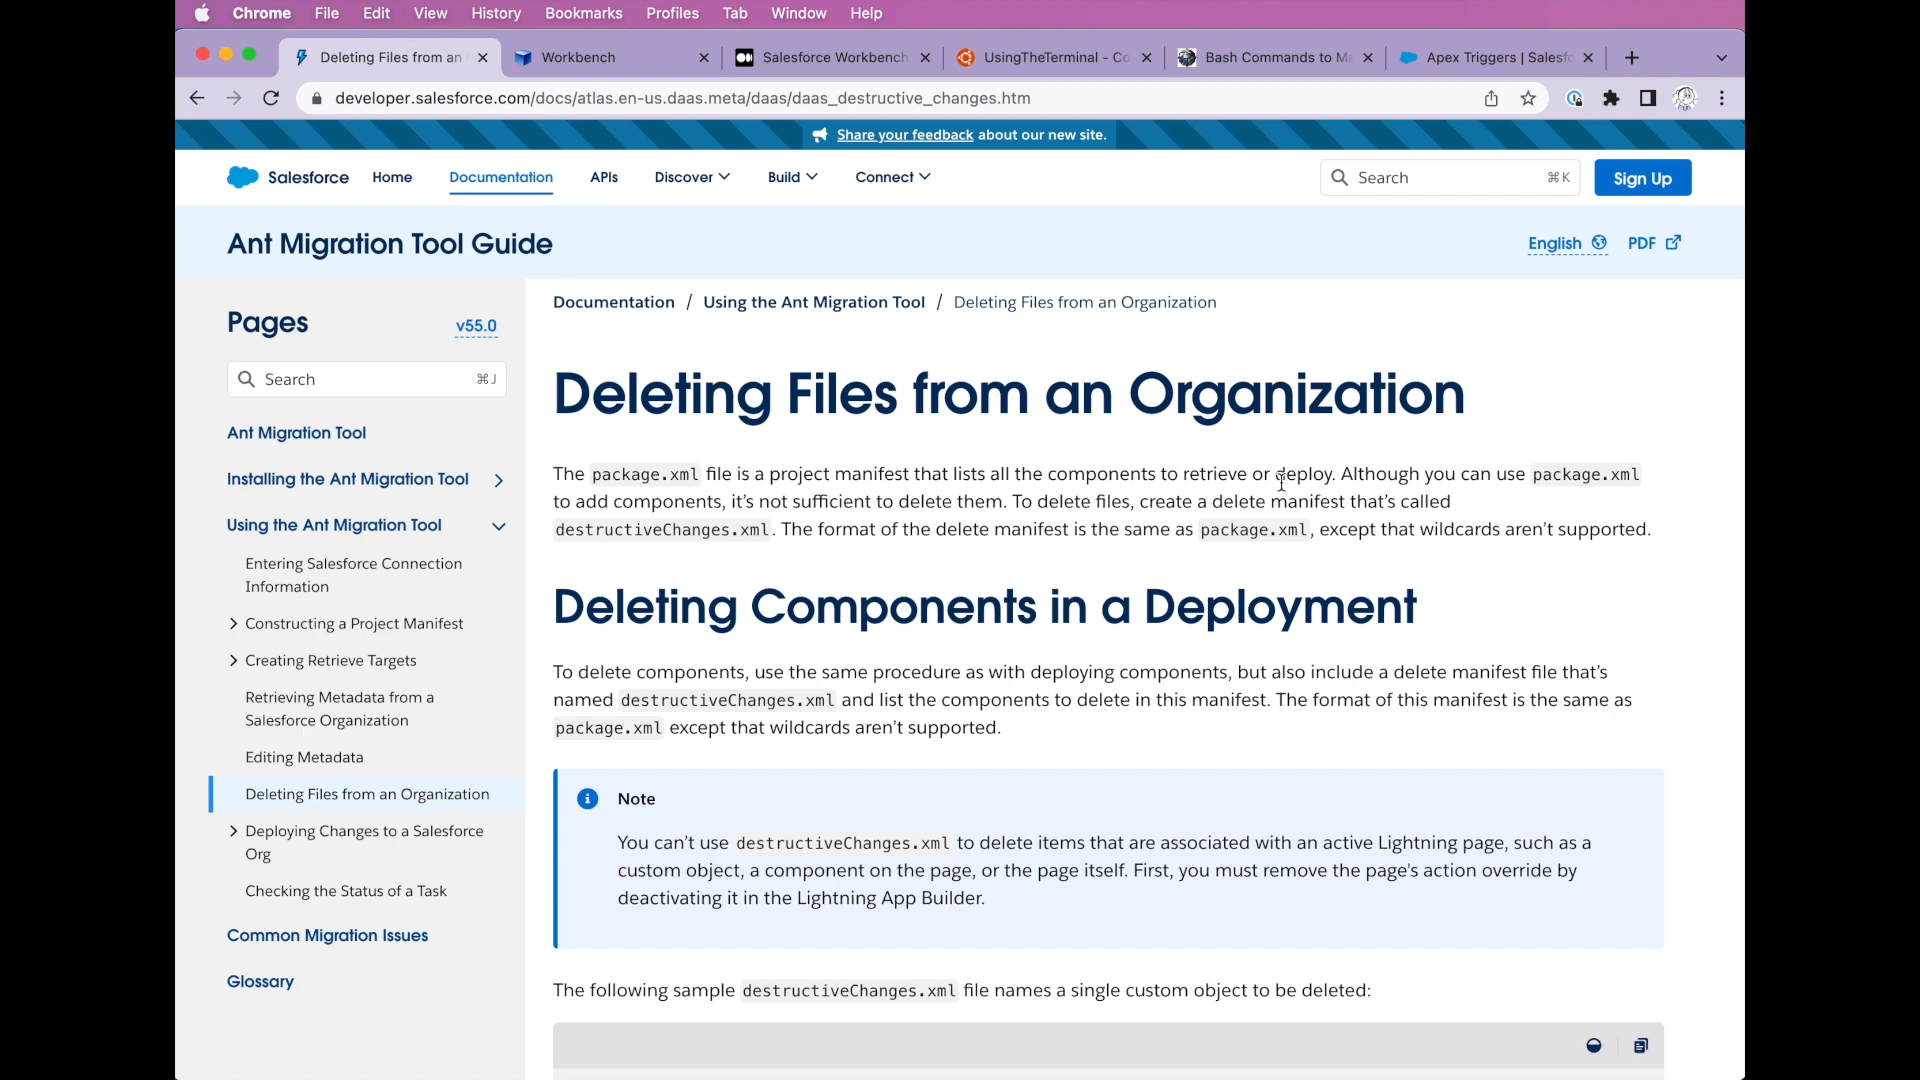 Chrome File Edit View History Bookmarks Profiles Tab Window Help
Deleting Files from an Workbench Salesforce Workbench UsingTheTerminal - Co Bash Commands to Ma Apex Triggers | Salesfo
developer.salesforce.com/docs/atlas.en-us.daas.meta/daas/daas_destructive_changes.htm
Share your feedback about our new site.
Salesforce Home Documentation APIs Discover Build Connect Search ⌘K Sign Up
Ant Migration Tool Guide English PDF
Documentation / Using the Ant Migration Tool / Deleting Files from an Organization
Pages v55.0
Search ⌘J
Ant Migration Tool
Installing the Ant Migration Tool
Using the Ant Migration Tool
Entering Salesforce Connection
Information
Constructing a Project Manifest
Creating Retrieve Targets
Retrieving Metadata from a
Salesforce Organization
Editing Metadata
Deleting Files from an Organization
Deploying Changes to a Salesforce
Org
Checking the Status of a Task
Common Migration Issues
Glossary
Deleting Files from an Organization
The package.xml file is a project manifest that lists all the components to retrieve or deploy. Although you can use package.xml
to add components, it's not sufficient to delete them. To delete files, create a delete manifest that's called
destructiveChanges.xml. The format of the delete manifest is the same as package.xml, except that wildcards aren't supported.
Deleting Components in a Deployment
To delete components, use the same procedure as with deploying components, but also include a delete manifest file that's
named destructiveChanges.xml and list the components to delete in this manifest. The format of this manifest is the same as
package.xml except that wildcards aren't supported.
Note
You can't use destructiveChanges.xml to delete items that are associated with an active Lightning page, such as a
custom object, a component on the page, or the page itself. First, you must remove the page's action override by
deactivating it in the Lightning App Builder.
The following sample destructiveChanges.xml file names a single custom object to be deleted: